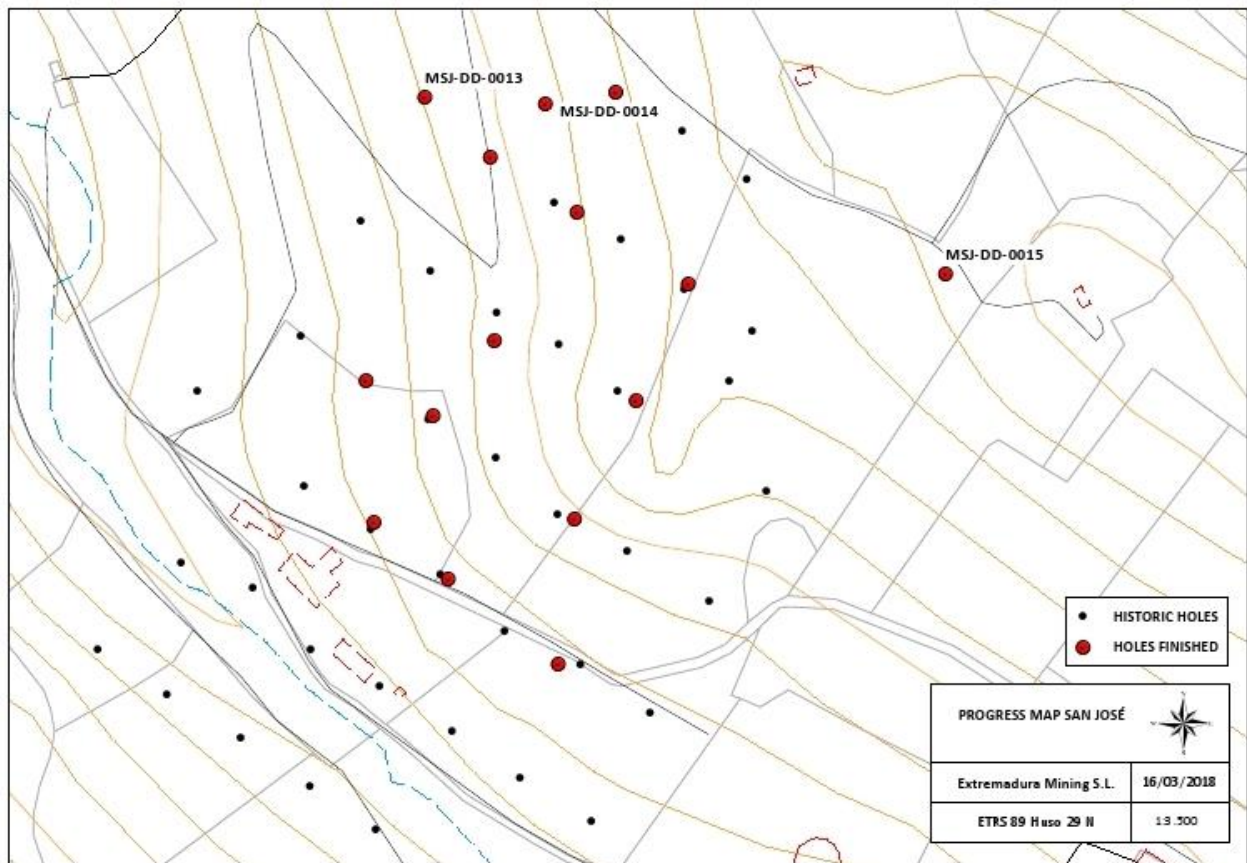 MSJ-DD-0013
MSJ-DD-0014
MSJ-DD-0015
HISTORIC HOLES
HOLES FINISHED
PROGRESS MAP SAN JOSÉ
Extremadura Mining S.L. 16/03/2018
ETRS 89 Huso 29 N 1:3.500